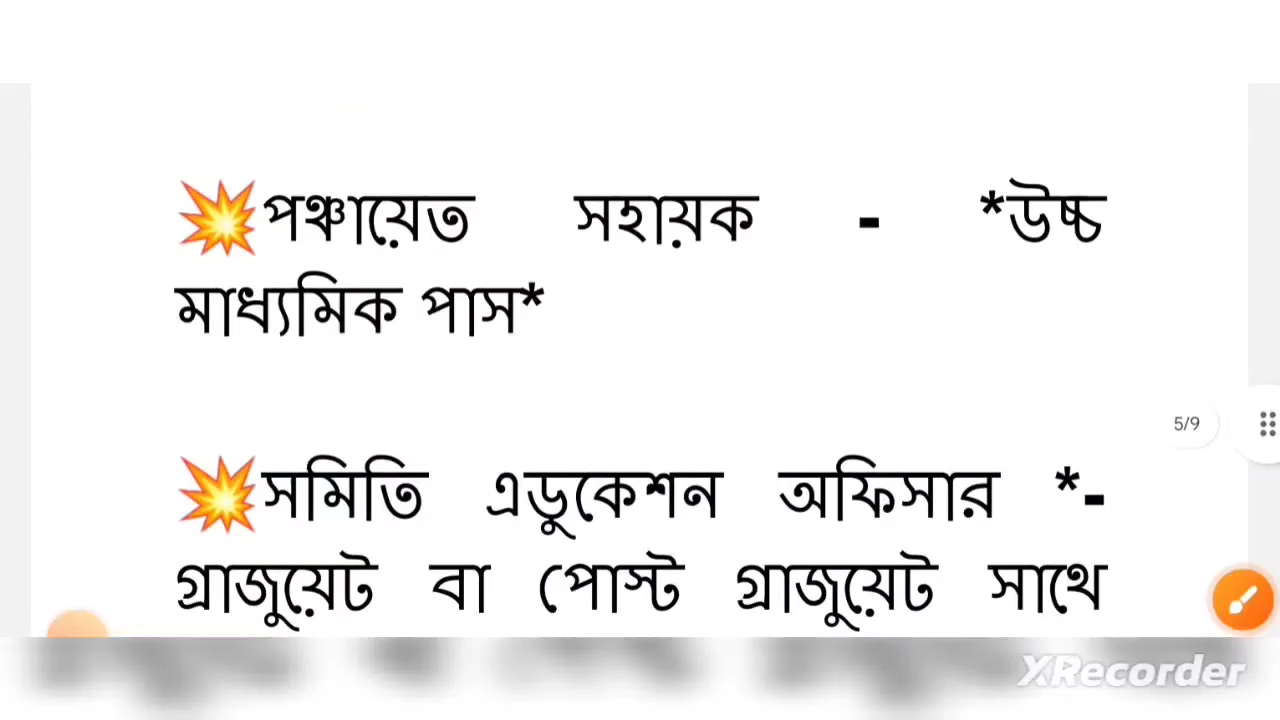 💥পঞ্চায়েত সহায়ক - *উচ্চ
মাধ্যমিক পাস*
5/9
💥সমিতি এডুকেশন অফিসার *-
গ্রাজুয়েট বা পোস্ট গ্রাজুয়েট সাথে
XRecorder